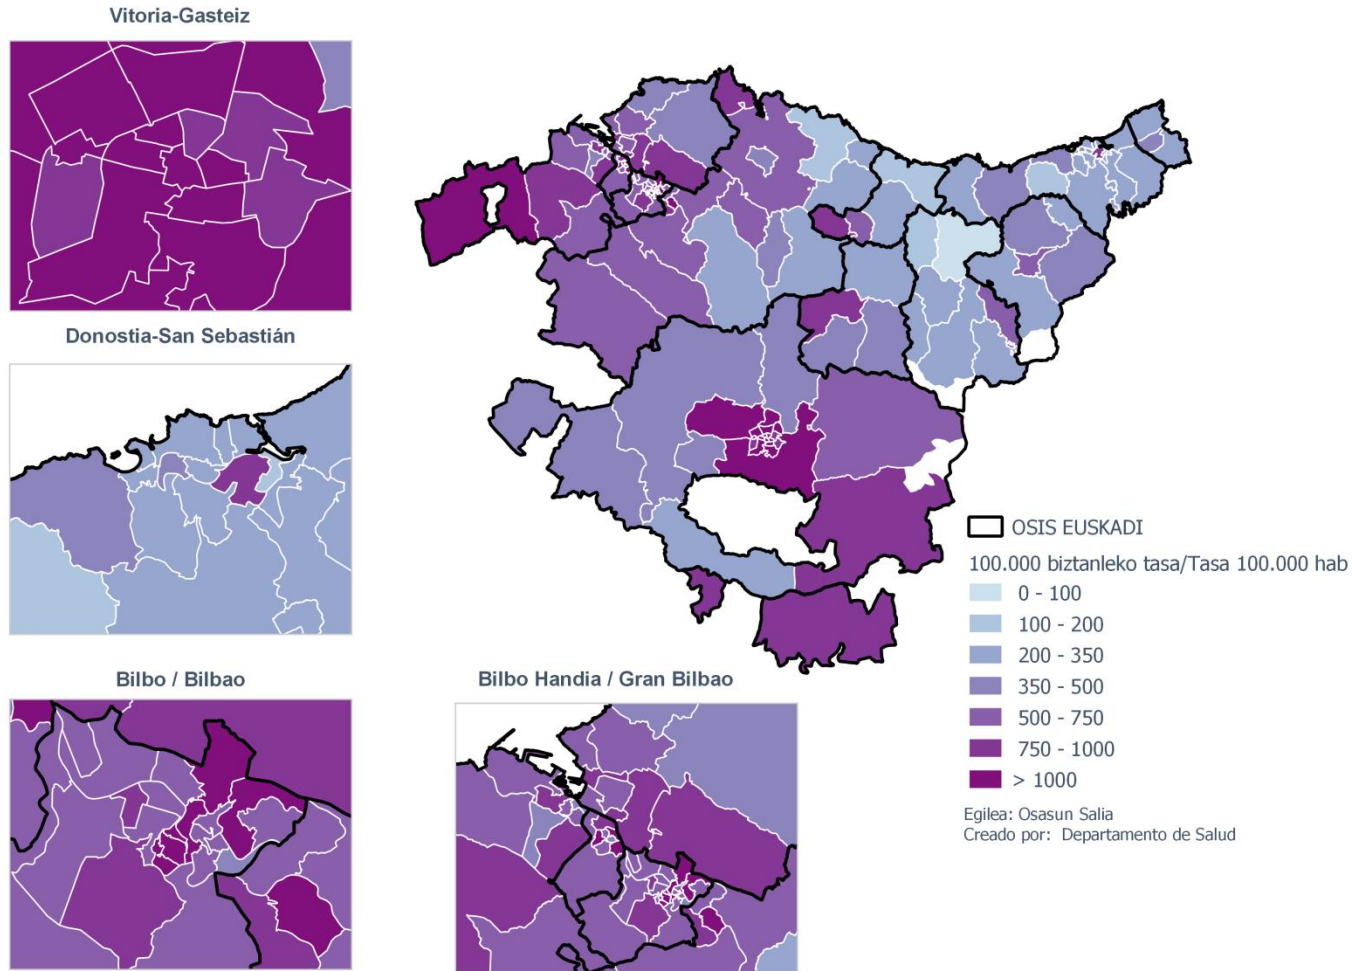 Vitoria-Gasteiz
Donostia-San Sebastián
Bilbo / Bilbao
Bilbo Handia / Gran Bilbao
OSIS EUSKADI
100.000 biztanleko tasa/Tasa 100.000 hab
0 - 100
100 - 200
200 - 350
350 - 500
500 - 750
750 - 1000
> 1000
Egilea: Osasun Salia
Creado por: Departamento de Salud